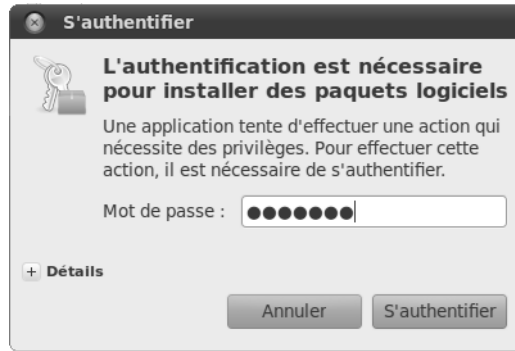 S'authentifier
L'authentification est nécessaire
pour installer des paquets logiciels
Une application tente d'effectuer une action qui
nécessite des privilèges. Pour effectuer cette
action, il est nécessaire de s'authentifier.
Mot de passe : ●●●●●●●
+ Détails
Annuler S'authentifier